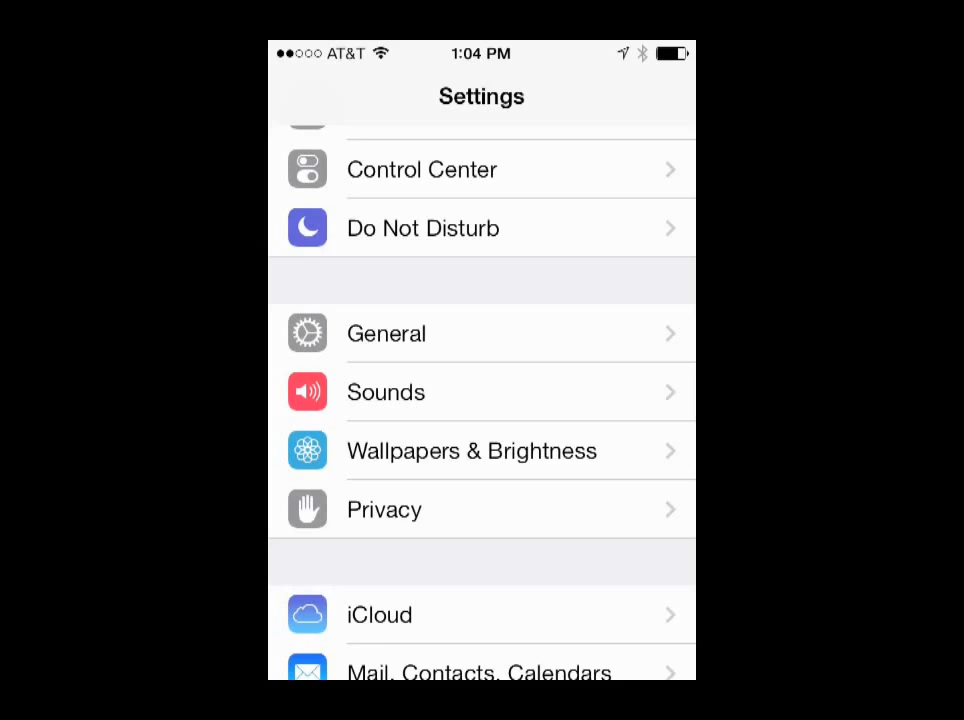 AT&T 1:04 PM
Settings
Control Center
Do Not Disturb
General
Sounds
Wallpapers & Brightness
Privacy
iCloud
Mail, Contacts, Calendars